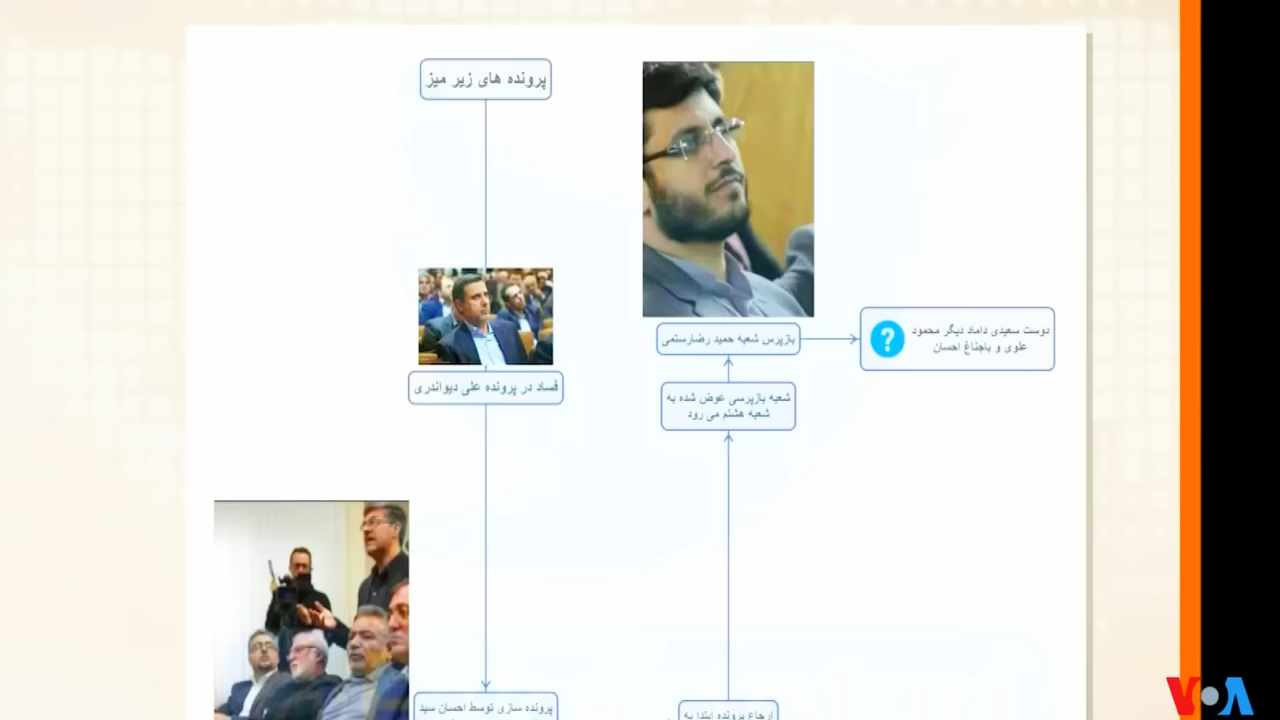 پرونده های زیر میز
بازپرس شعبه حمید رضارستمی
دوست سعیدی داماد دیگر محمود
علوی و باجناغ احسان
فساد در پرونده علی دیواندری
شعبه بازپرسی عوض شده به
شعبه هشتم می رود
پرونده سازی توسط احسان سید
ارجاع پرونده ابتدا به
VOA